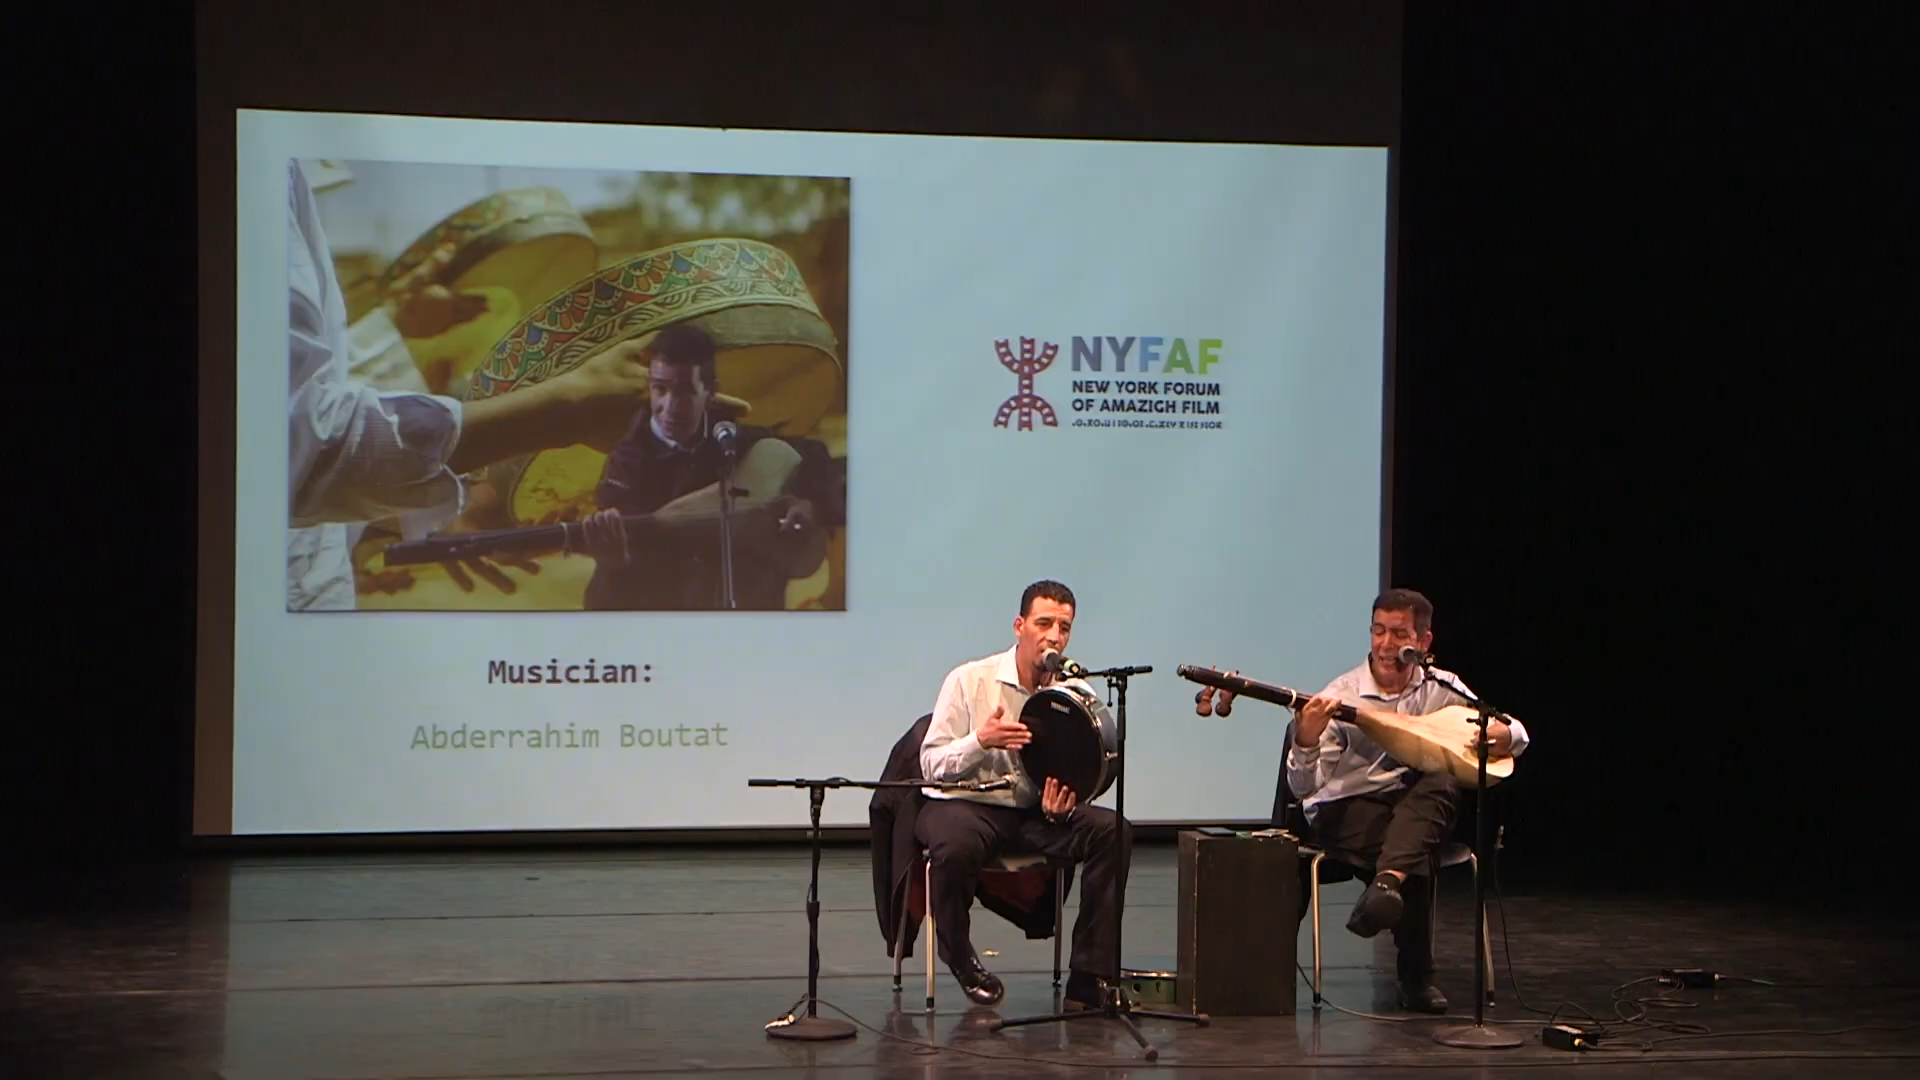 NYFAF
NEW YORK FORUM
OF AMAZIGH FILM
Musician:
Abderrahim Boutat